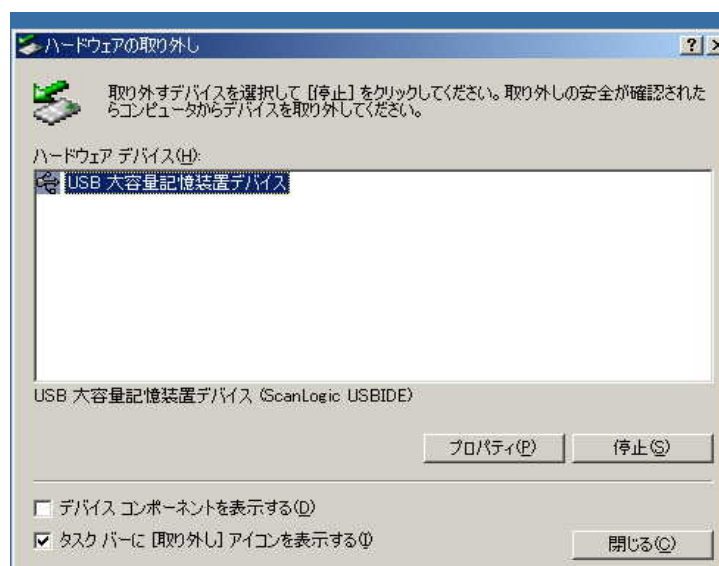 ハードウェアの取り外し
取り外すデバイスを選択して [停止] をクリックしてください。取り外しの安全が確認された
らコンピュータからデバイスを取り外してください。
ハードウェア デバイス(H):
USB 大容量記憶装置デバイス
USB 大容量記憶装置デバイス (ScanLogic USBIDE)
プロパティ(P)
停止(S)
デバイス コンポーネントを表示する(D)
タスク バーに [取り外し] アイコンを表示する(I)
閉じる(C)